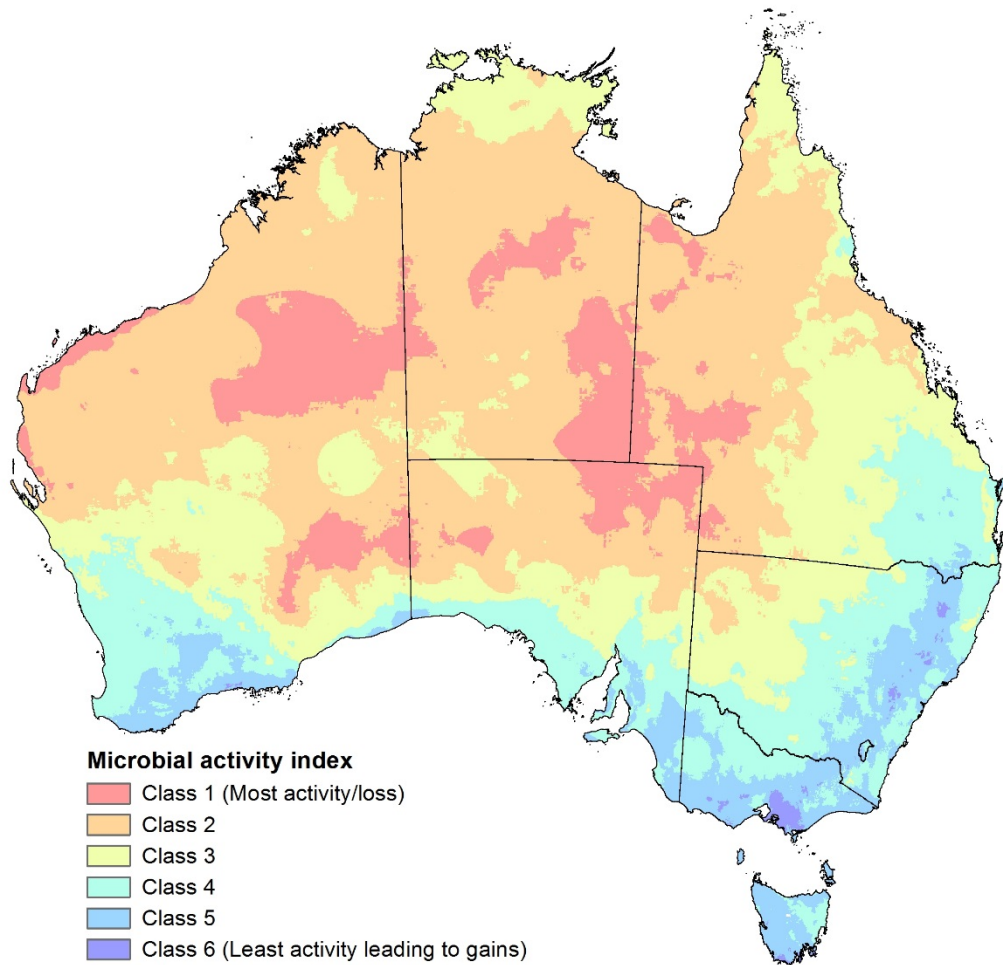 Microbial activity index
Class 1 (Most activity/loss)
Class 2
Class 3
Class 4
Class 5
Class 6 (Least activity leading to gains)